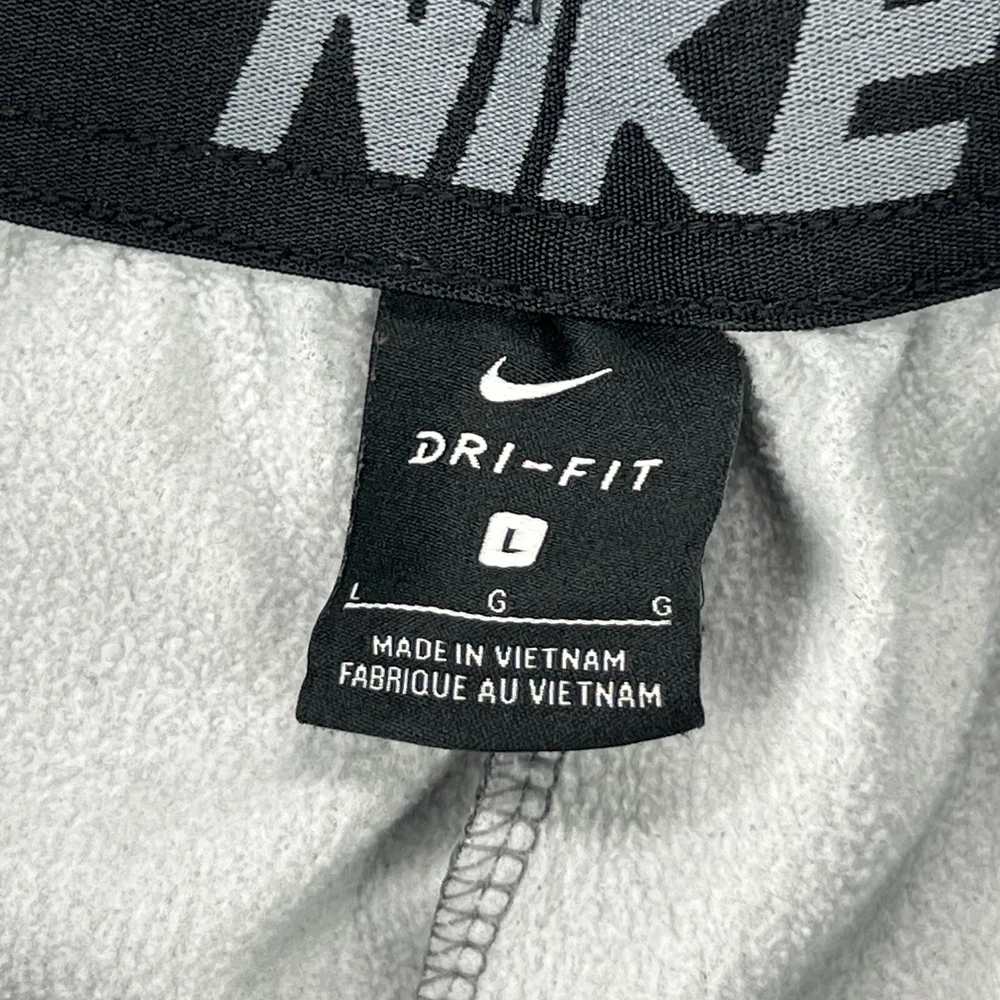 NIKE
DRI-FIT
L
L G G
MADE IN VIETNAM
FABRIQUE AU VIETNAM